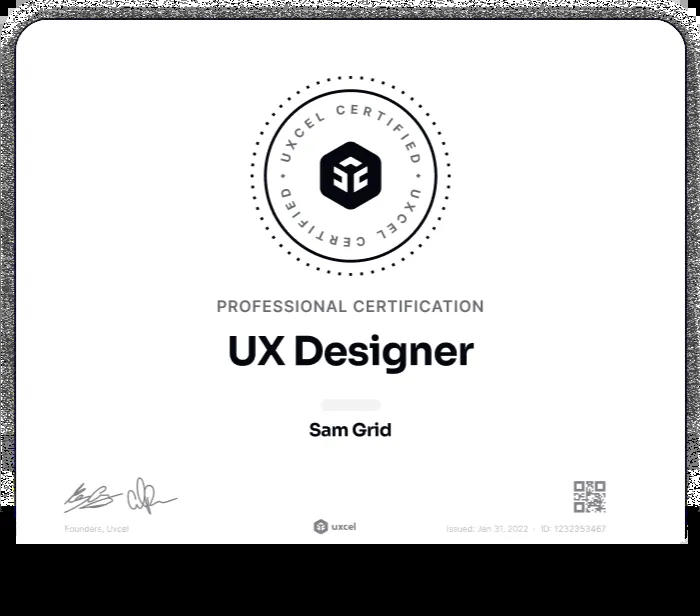 UXCEL CERTIFIED • UXCEL CERTIFIED •
PROFESSIONAL CERTIFICATION
UX Designer
Sam Grid
Founders, Uxcel
uxcel
Issued: Jan 31, 2022 · ID: 1232353467